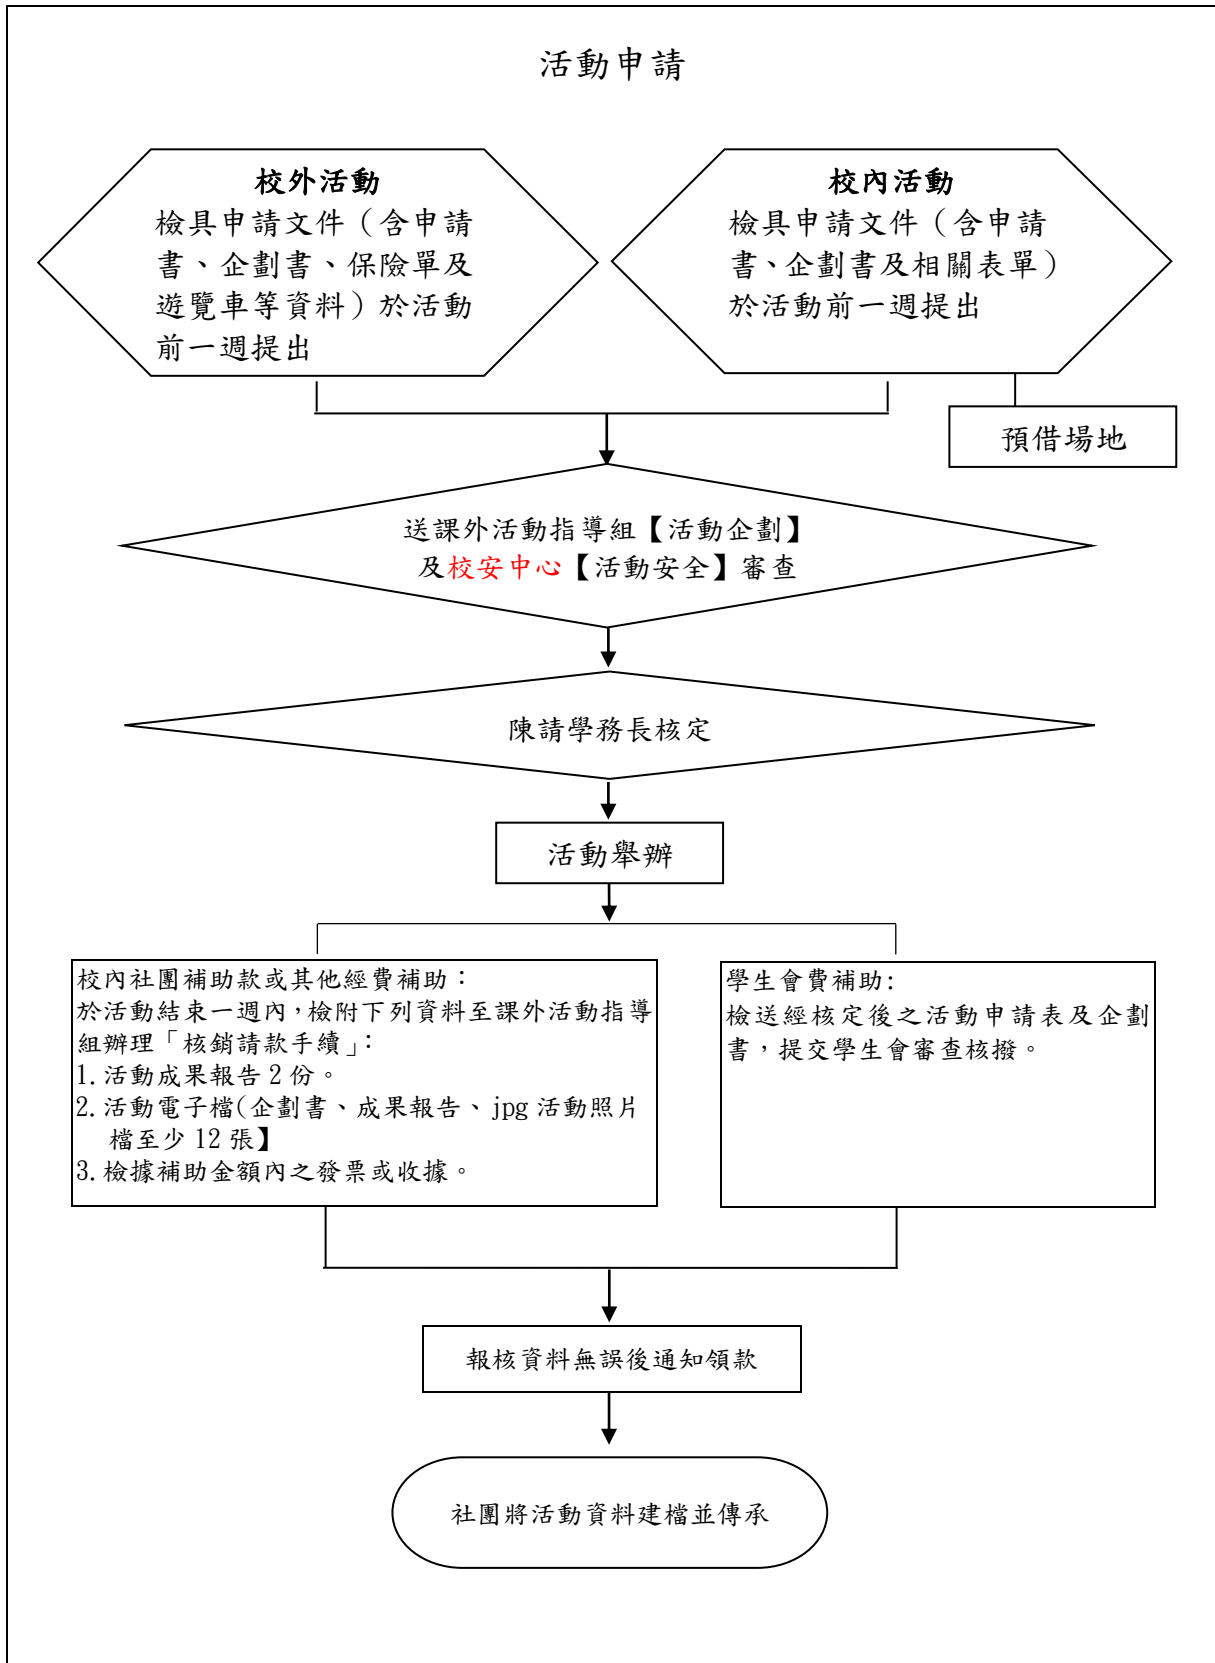 活動申請
校外活動
檢具申請文件（含申請
書、企劃書、保險單及
遊覽車等資料）於活動
前一週提出
校內活動
檢具申請文件（含申請
書、企劃書及相關表單）
於活動前一週提出
預借場地
送課外活動指導組【活動企劃】
及校安中心【活動安全】審查
陳請學務長核定
活動舉辦
校內社團補助款或其他經費補助：
於活動結束一週內，檢附下列資料至課外活動指導
組辦理「核銷請款手續」：
1.活動成果報告2份。
2.活動電子檔(企劃書、成果報告、jpg活動照片
檔至少12張】
3.檢據補助金額內之發票或收據。
學生會費補助:
檢送經核定後之活動申請表及企劃
書，提交學生會審查核撥。
報核資料無誤後通知領款
社團將活動資料建檔並傳承